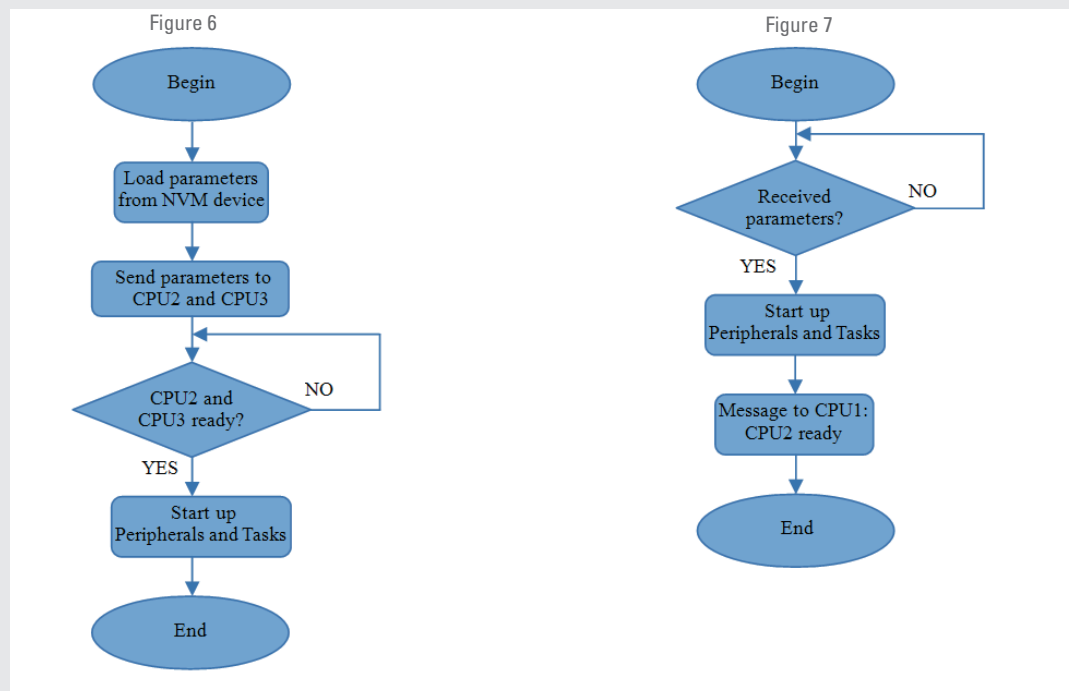 Figure 6
Begin
Load parameters
from NVM device
Send parameters to
CPU2 and CPU3
CPU2 and
CPU3 ready?
NO
YES
Start up
Peripherals and Tasks
End
Figure 7
Begin
Received
parameters?
NO
YES
Start up
Peripherals and Tasks
Message to CPU1:
CPU2 ready
End